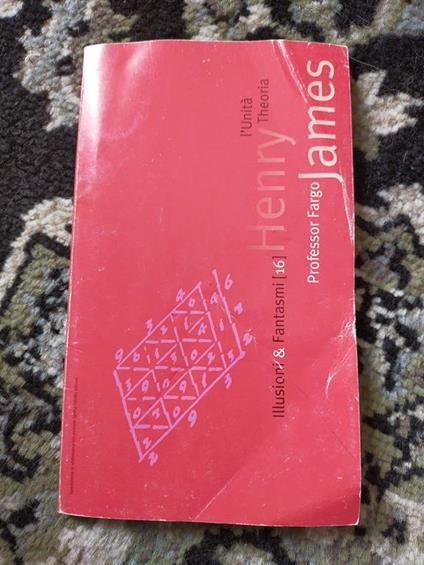 l'Unità
Theoria
Henry
James
Illusioni & Fantasmi [16]
Professor Fargo